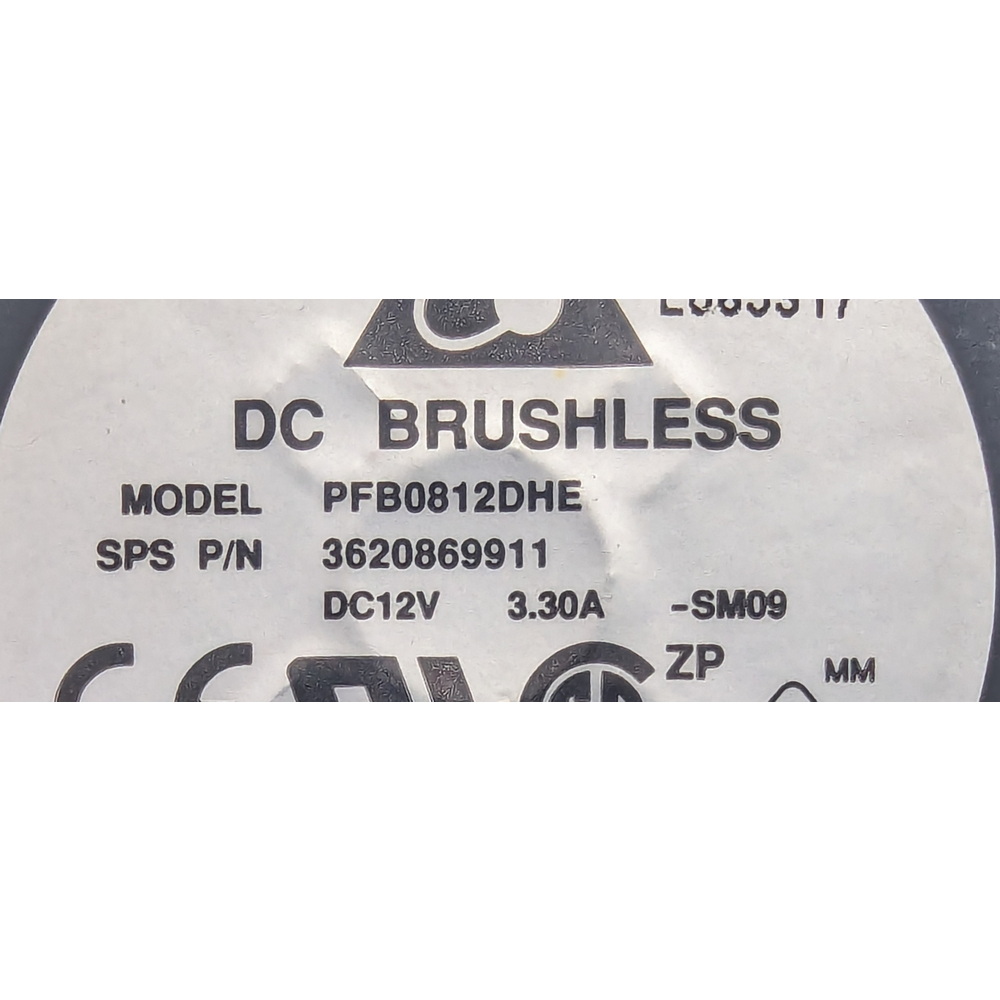 DC BRUSHLESS
MODEL PFB0812DHE
SPS P/N 3620869911
DC12V 3.30A -SM09
ZP
MM